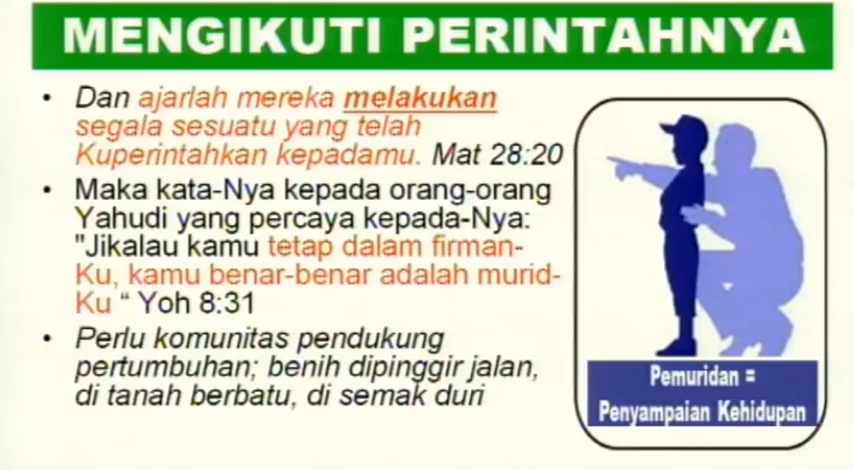 MENGIKUTI PERINTAHNYA
• Dan ajarlah mereka melakukan
segala sesuatu yang telah
Kuperintahkan kepadamu. Mat 28:20
• Maka kata-Nya kepada orang-orang
Yahudi yang percaya kepada-Nya:
"Jikalau kamu tetap dalam firman-
Ku, kamu benar-benar adalah murid-
Ku “ Yoh 8:31
• Perlu komunitas pendukung
pertumbuhan; benih dipinggir jalan,
di tanah berbatu, di semak duri
Pemuridan =
Penyampaian Kehidupan